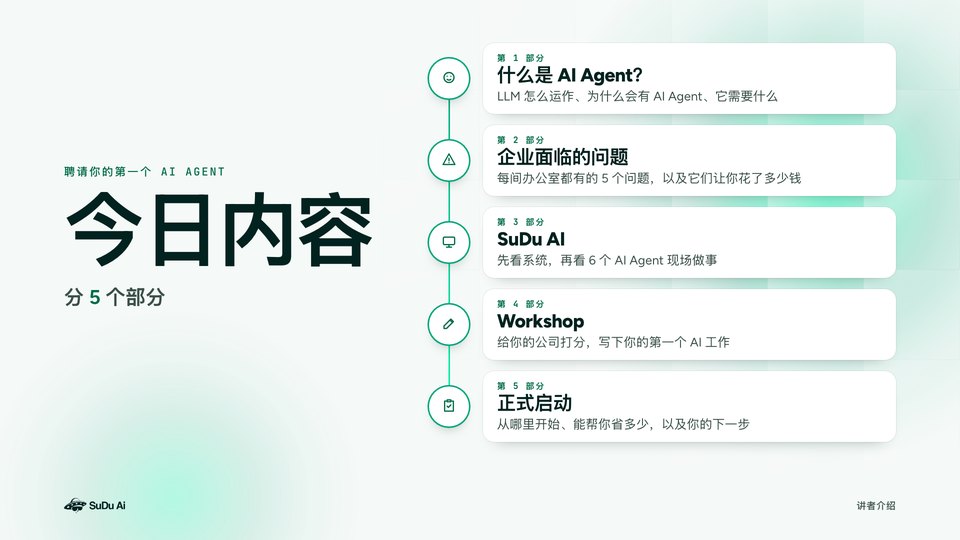 聘请你的第一个 AI AGENT
今日内容
分 5 个部分
第 1 部分
什么是 AI Agent？
LLM 怎么运作、为什么会有 AI Agent、它需要什么
第 2 部分
企业面临的问题
每间办公室都有的 5 个问题，以及它们让你花了多少钱
第 3 部分
SuDu AI
先看系统，再看 6 个 AI Agent 现场做事
第 4 部分
Workshop
给你的公司打分，写下你的第一个 AI 工作
第 5 部分
正式启动
从哪里开始、能帮你省多少，以及你的下一步
SuDu Ai
讲者介绍